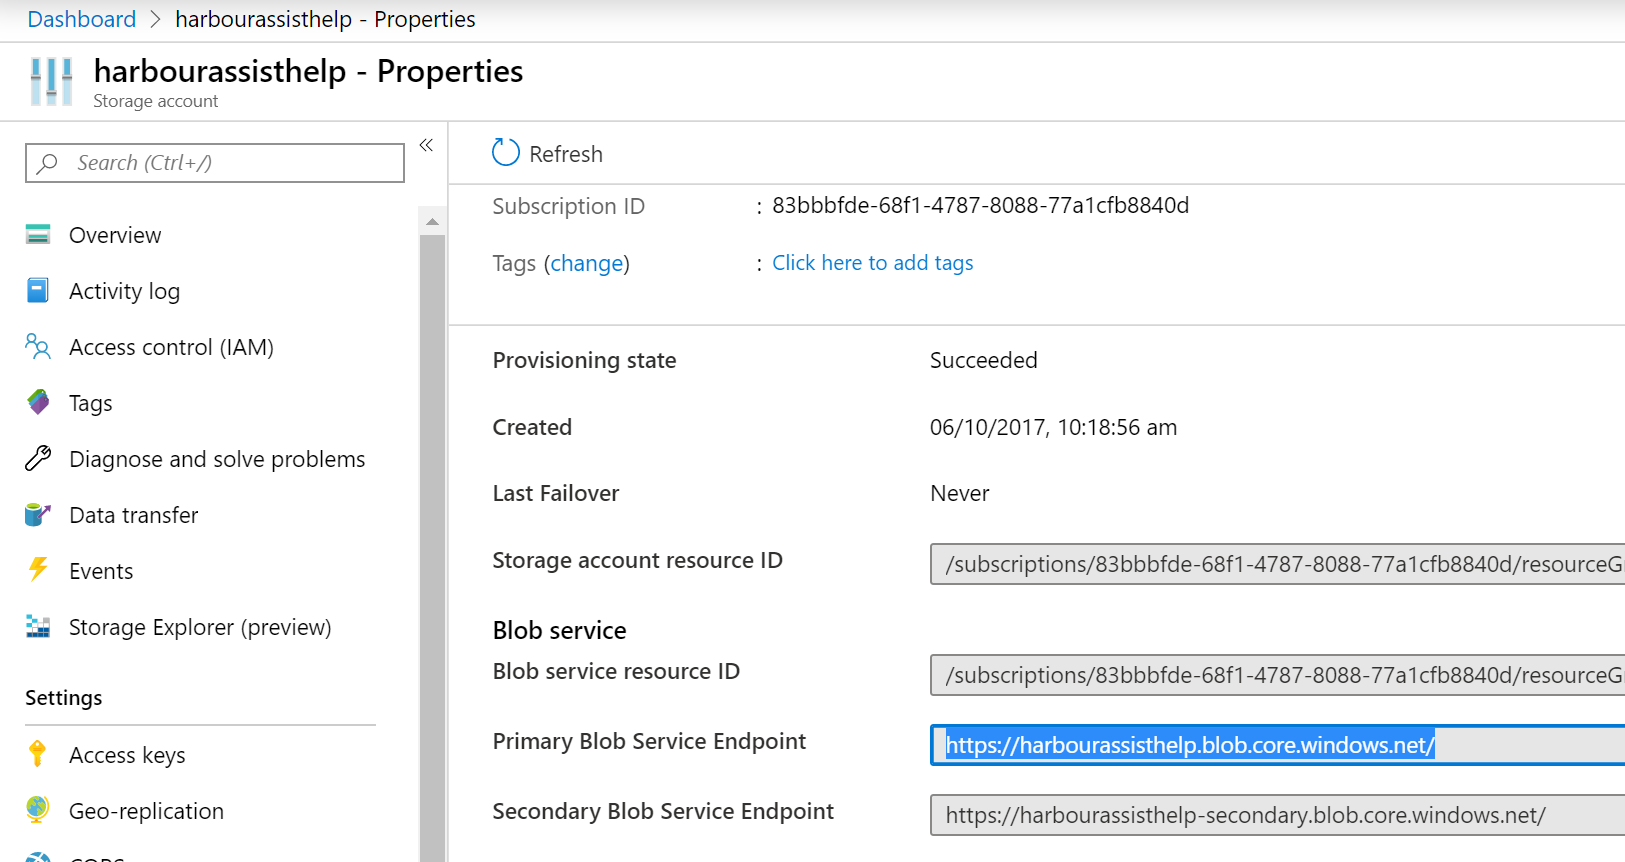 Dashboard > harbourassisthelp - Properties
harbourassisthelp - Properties
Storage account
Search (Ctrl+/)
«
Overview
Activity log
Access control (IAM)
Tags
Diagnose and solve problems
Data transfer
Events
Storage Explorer (preview)
Settings
Access keys
Geo-replication
CORS
Refresh
Subscription ID : 83bbbfde-68f1-4787-8088-77a1cfb8840d
Tags (change) : Click here to add tags
Provisioning state Succeeded
Created 06/10/2017, 10:18:56 am
Last Failover Never
Storage account resource ID /subscriptions/83bbbfde-68f1-4787-8088-77a1cfb8840d/resourceG
Blob service
Blob service resource ID /subscriptions/83bbbfde-68f1-4787-8088-77a1cfb8840d/resourceG
Primary Blob Service Endpoint https://harbourassisthelp.blob.core.windows.net/
Secondary Blob Service Endpoint https://harbourassisthelp-secondary.blob.core.windows.net/